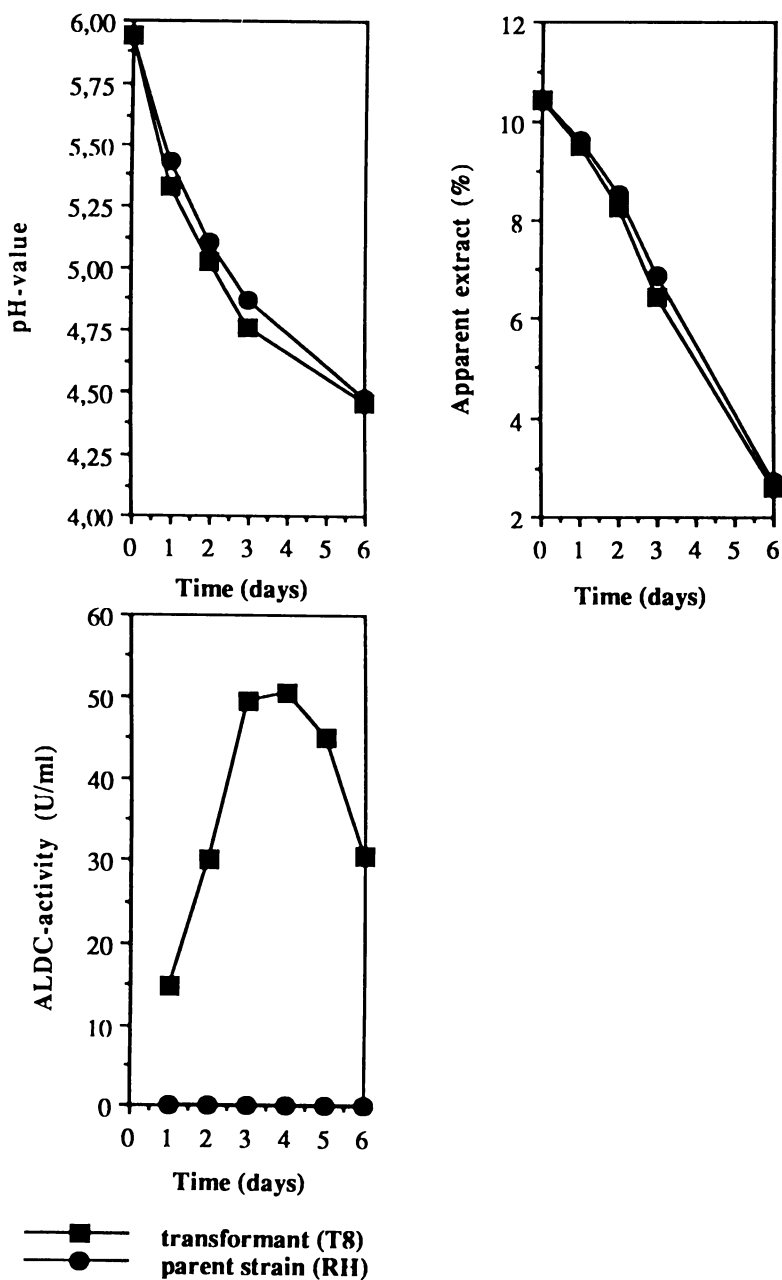 6,00
5,75
5,50
5,25
5,00
4,75
4,50
4,25
4,00
pH-value
0 1 2 3 4 5 6
Time (days)
12
10
8
6
4
2
Apparent extract (%)
0 1 2 3 4 5 6
Time (days)
60
50
40
30
20
10
0
ALDC-activity (U/ml)
0 1 2 3 4 5 6
Time (days)
transformant (T8)
parent strain (RH)